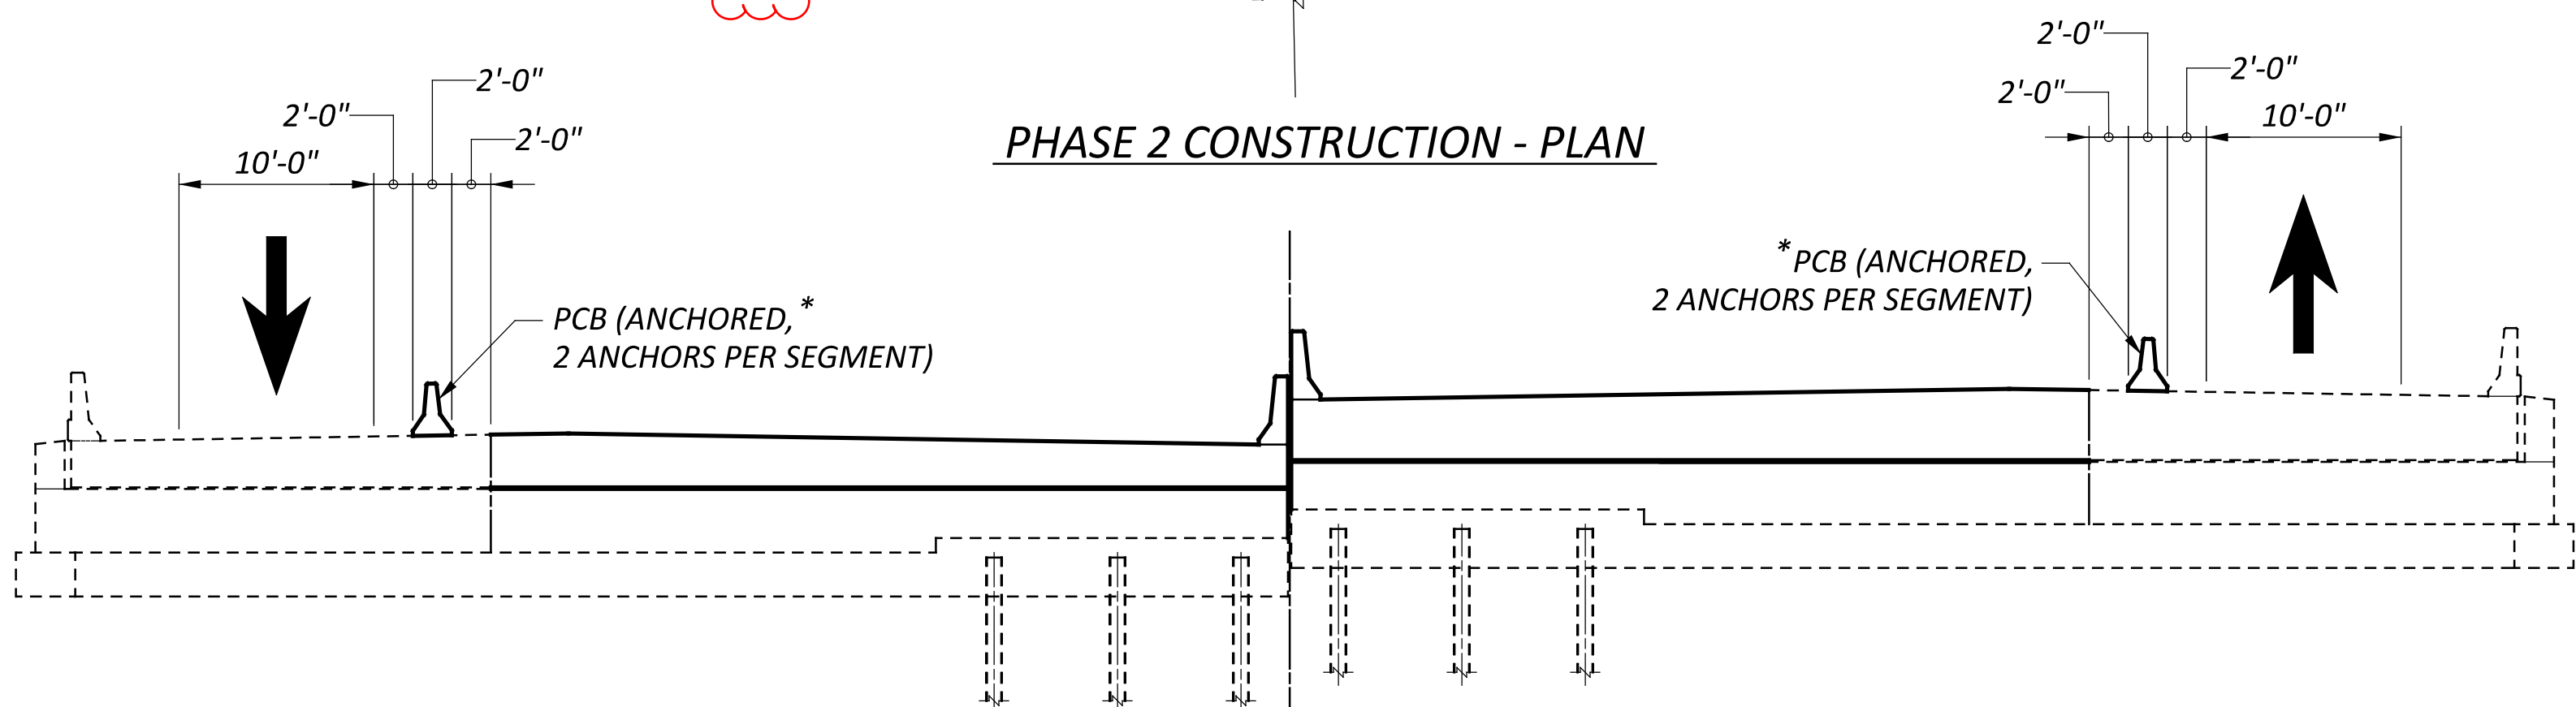 2'-0"
2'-0"
2'-0"
10'-0"
PHASE 2 CONSTRUCTION - PLAN
2'-0"
2'-0"
2'-0"
10'-0"
PCB (ANCHORED, *
2 ANCHORS PER SEGMENT)
*PCB (ANCHORED,
2 ANCHORS PER SEGMENT)